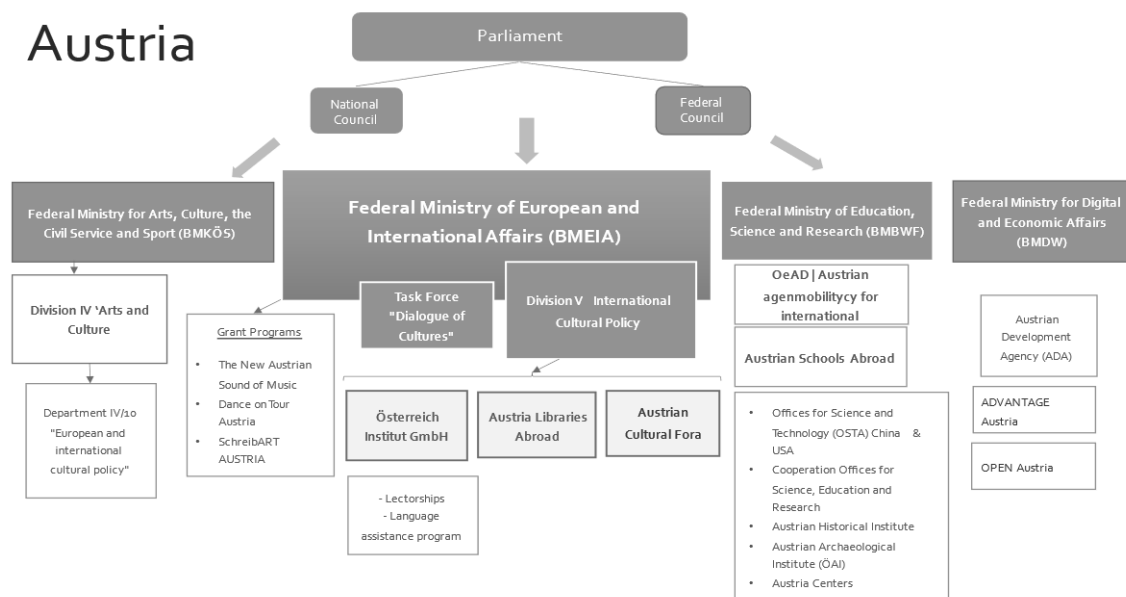 Austria
Parliament
National
Council
Federal
Council
Federal Ministry for Arts, Culture, the
Civil Service and Sport (BMKÖS)
Division IV 'Arts and
Culture
Department IV/10
"European and
international
cultural policy"
Federal Ministry of European and
International Affairs (BMEIA)
Grant Programs
• The New Austrian
Sound of Music
• Dance on Tour
Austria
• SchreibART
AUSTRIA
Task Force
"Dialogue of
Cultures"
Division V International
Cultural Policy
Österreich
Institut GmbH
Austria Libraries
Abroad
Austrian
Cultural Fora
- Lectorships
- Language
assistance program
Federal Ministry of Education,
Science and Research (BMBWF)
OeAD | Austrian
agenmobilitycy for
international
Austrian Schools Abroad
• Offices for Science and
Technology (OSTA) China &
USA
• Cooperation Offices for
Science, Education and
Research
• Austrian Historical Institute
• Austrian Archaeological
Institute (ÖAI)
• Austria Centers
Federal Ministry for Digital
and Economic Affairs
(BMDW)
Austrian
Development
Agency (ADA)
ADVANTAGE
Austria
OPEN Austria